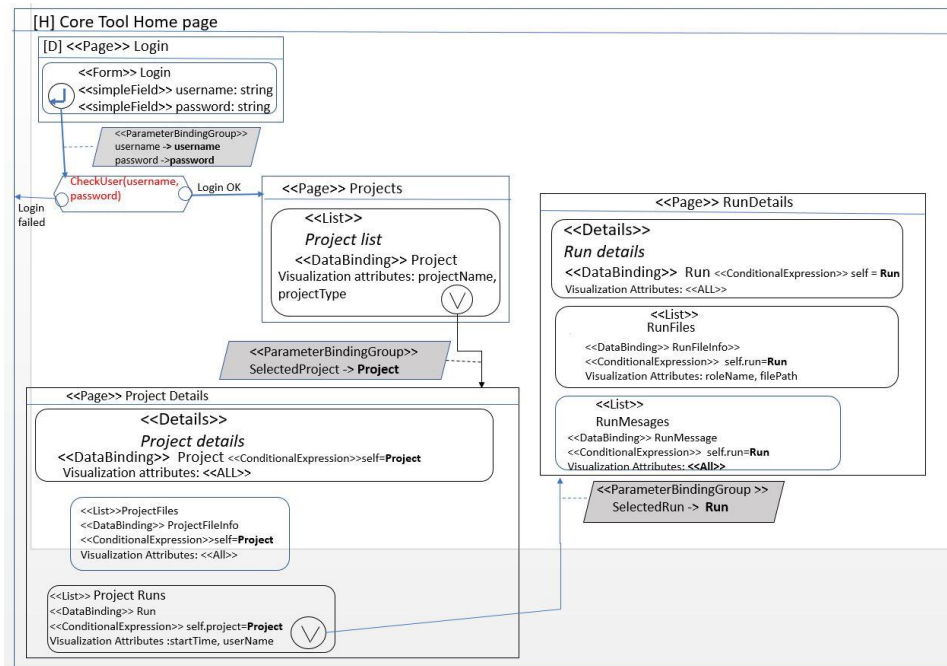 [H] Core Tool Home page
[D] <<Page>> Login
<<Form>> Login
<<simpleField>> username: string
<<simpleField>> password: string
<<ParameterBindingGroup>>
username -> username
password ->password
CheckUser(username,
password)
Login OK
Login
failed
<<Page>> Projects
<<List>>
Project list
<<DataBinding>> Project
Visualization attributes: projectName,
projectType
<<ParameterBindingGroup>>
SelectedProject -> Project
<<Page>> Project Details
<<Details>>
Project details
<<DataBinding>> Project <<ConditionalExpression>>self=Project
Visualization attributes: <<ALL>>
<<List>>ProjectFiles
<<DataBinding>> ProjectFileInfo
<<ConditionalExpression>>self=Project
Visualization Attributes: <<All>>
<<List>> Project Runs
<<DataBinding>> Run
<<ConditionalExpression>> self.project=Project
Visualization Attributes :startTime, userName
<<Page>> RunDetails
<<Details>>
Run details
<<DataBinding>> Run <<ConditionalExpression>> self = Run
Visualization Attributes: <<ALL>>
<<List>>
RunFiles
<<DataBinding>> RunFileInfo>>
<<ConditionalExpression>> self.run=Run
Visualization Attributes: roleName, filePath
<<List>>
RunMesages
<<DataBinding>> RunMessage
<<ConditionalExpression>> self.run=Run
Visualization Attributes: <<All>>
<<ParameterBindingGroup >>
SelectedRun -> Run